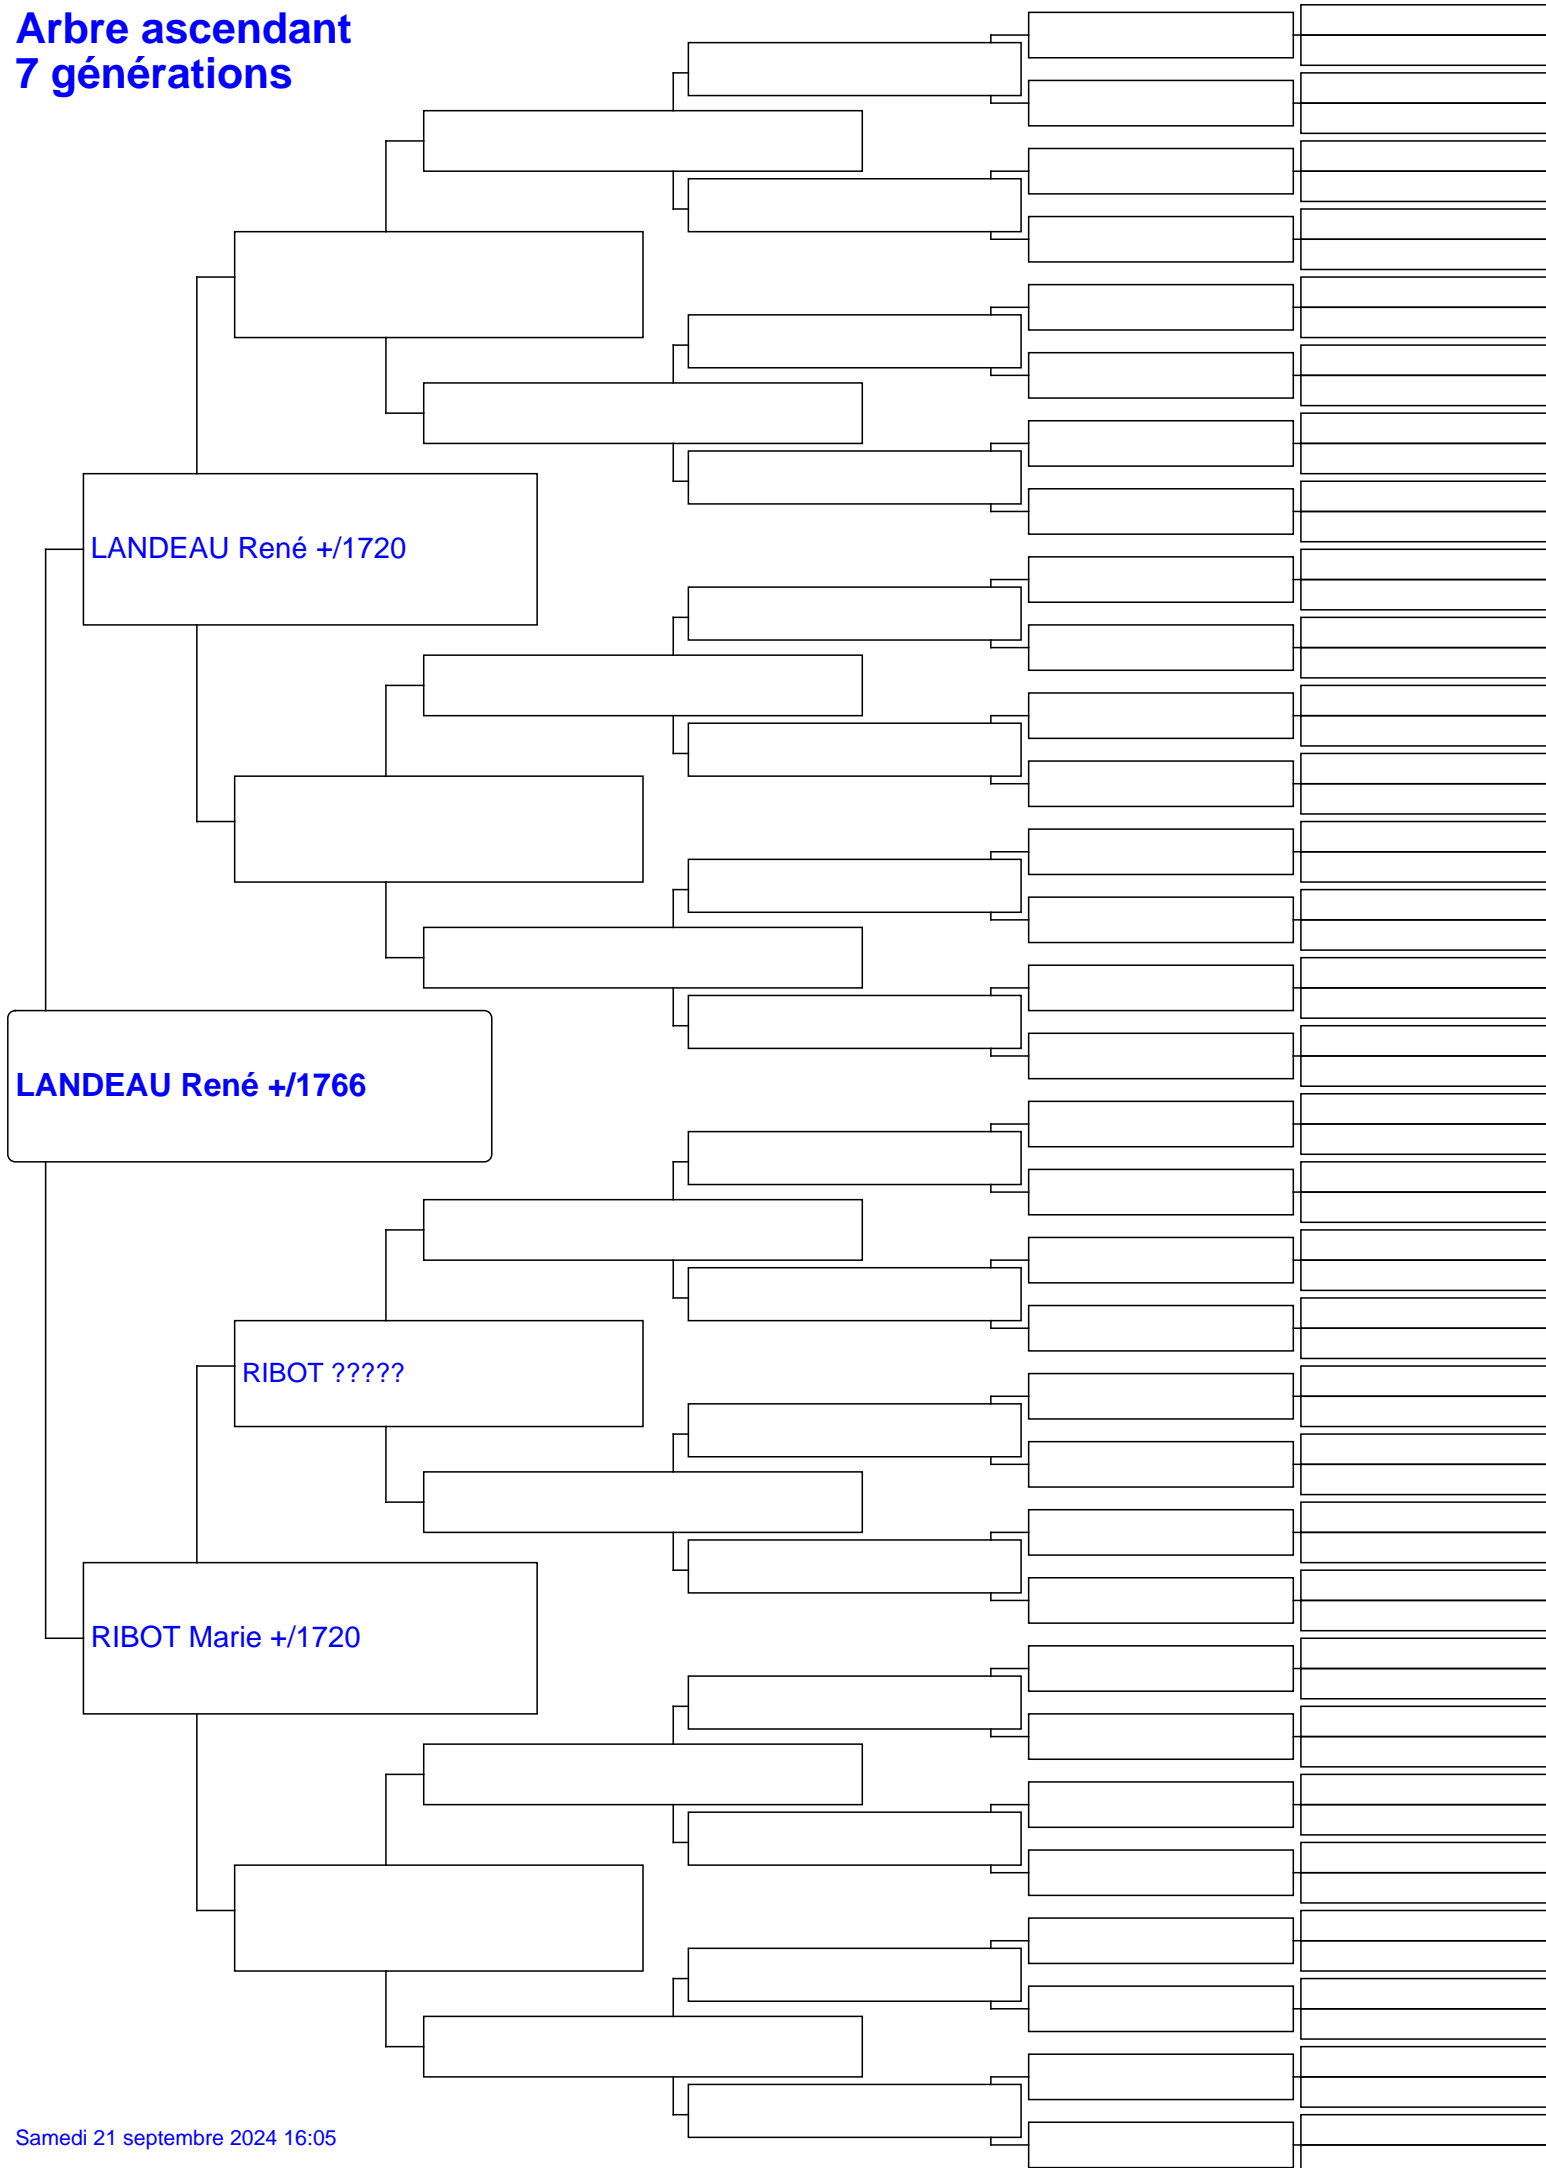 Arbre ascendant
7 générations
LANDEAU René +/1720
LANDEAU René +/1766
RIBOT ?????
RIBOT Marie +/1720
Samedi 21 septembre 2024 16:05